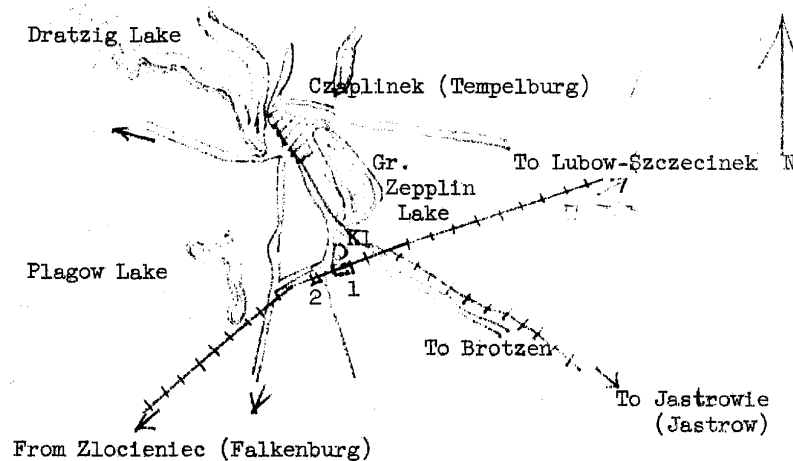 Dratzig Lake
Czaplinek (Tempelburg)
Gr.
Zepplin
Lake
To Lubow-Szczecinek
N
Plagow Lake
2
1
To Brotzen
To Jastrowie
(Jastrow)
From Zlocieniec (Falkenburg)